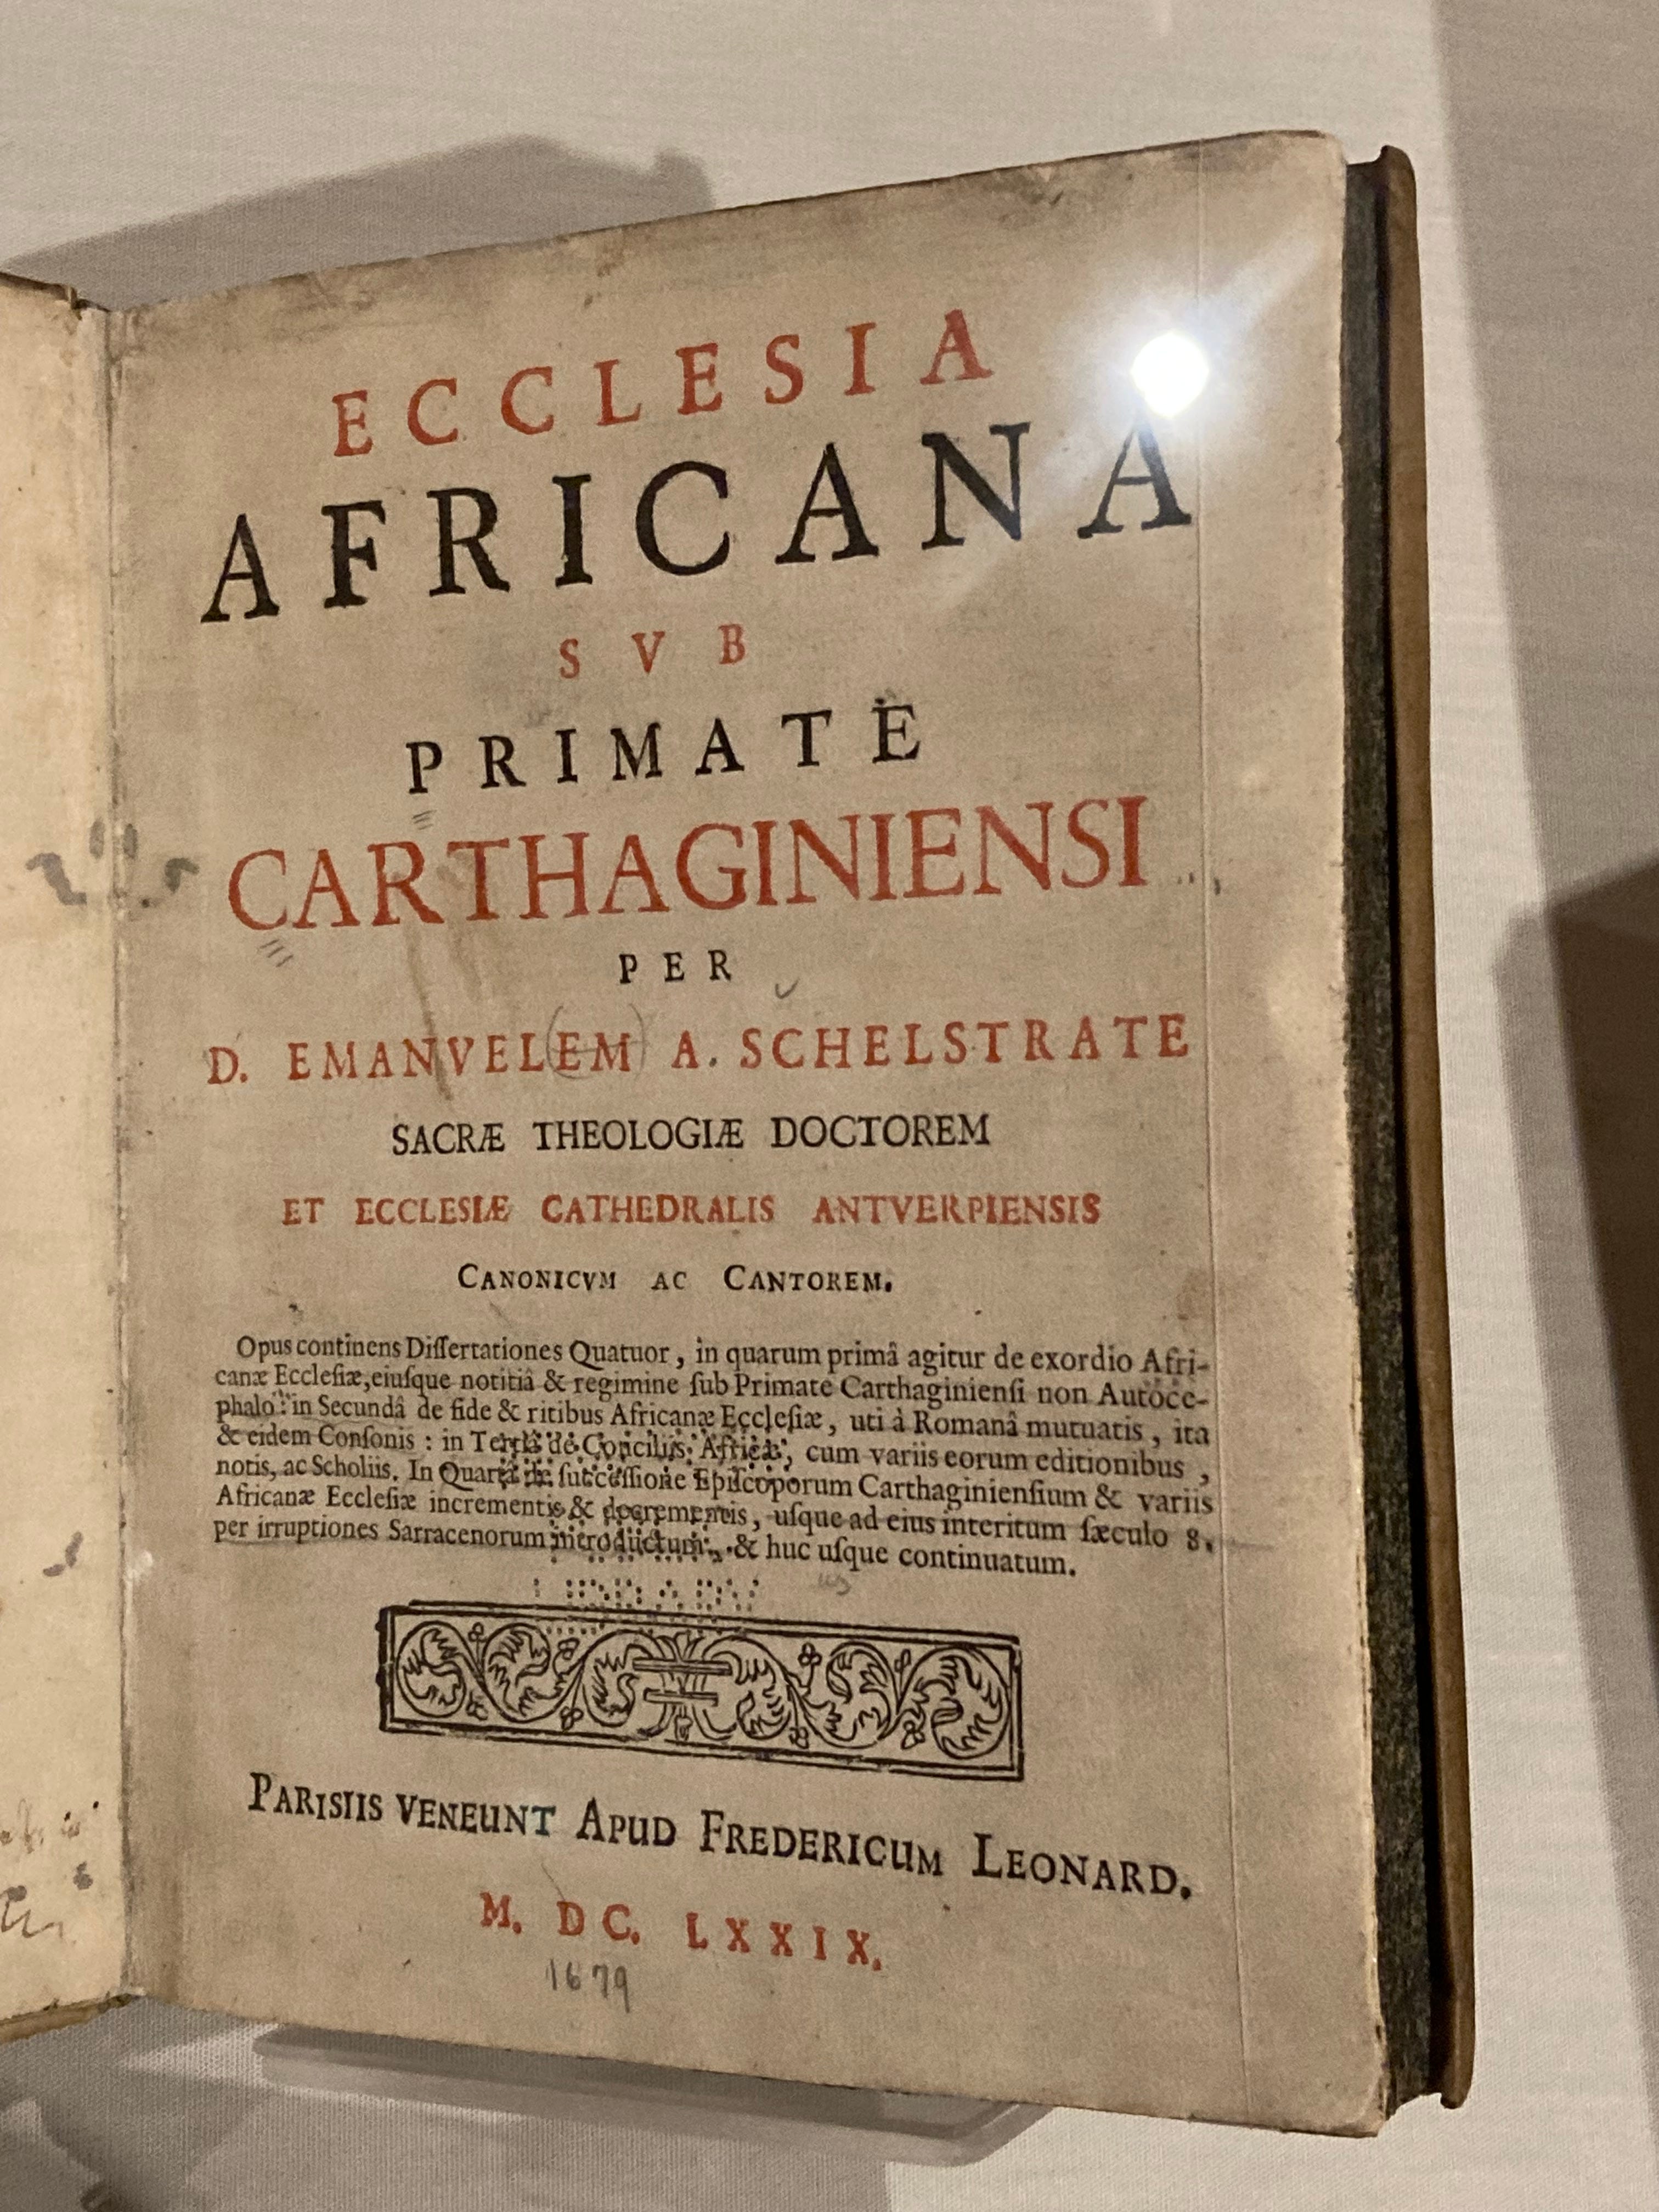 ECCLESIA
AFRICANA
SVB
PRIMATE
CARTHAGINIENSI
PER
D. EMANVELEM A. SCHELSTRATE
SACRÆ THEOLOGIÆ DOCTOREM
ET ECCLESIÆ CATHEDRALIS ANTVERPIENSIS
CANONICVM AC CANTOREM.
Opus continens Diſſertationes Quatuor, in quarum primâ agitur de exordio Afri-
canæ Eccleſiæ, eiuſque notitiâ & regimine ſub Primate Carthaginienſi non Autoce-
phalo: in Secundâ de fide & ritibus Africanæ Eccleſiæ, uti à Romanâ mutuatis, ita
& eidem Conſonis: in Tertiâ de Conciliis Africæ, cum variis eorum editionibus,
notis, ac Scholiis. In Quartâ de ſucceſſione Epiſcoporum Carthaginienſium & variis
Africanæ Eccleſiæ incrementis & decrementis, uſque ad eius interitum ſæculo 8.
per irruptiones Sarracenorum introductum, & huc uſque continuatum.
PARISIIS VENEUNT APUD FREDERICUM LEONARD.
M. DC. LXXIX.
1679